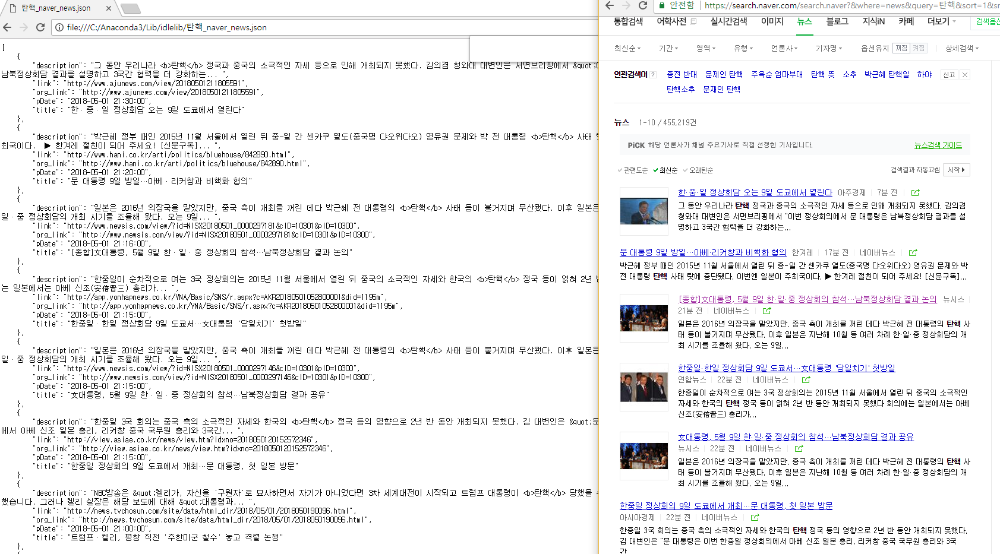 탄핵_naver_news.json
file:///C:/Anaconda3/Lib/idlelib/탄핵_naver_news.json
[
{
"description": "그 동안 우리나라 <b>탄핵</b> 정국과 중국의 소극적인 자세 등으로 인해 개최되지 못했다. 김의겸 청와대 대변인은 서면브리핑에서 &quot;
남북정상회담 결과를 설명하고 3국간 협력을 더 강화하는... ",
"link": "http://www.ajunews.com/view/20180501211805591",
"org_link": "http://www.ajunews.com/view/20180501211805591",
"pDate": "2018-05-01 21:30:00",
"title": "한·중·일 정상회담 오는 9일 도쿄에서 열린다"
},
{
"description": "박근혜 정부 때인 2015년 11월 서울에서 열린 뒤 중-일 간 센카쿠 열도(중국명 댜오위다오) 영유권 문제와 박 전 대통령 <b>탄핵</b> 사태
최국이다.  ▶ 한겨레 절친이 되어 주세요! [신문구독]... ",
"link": "http://www.hani.co.kr/arti/politics/bluehouse/842890.html",
"org_link": "http://www.hani.co.kr/arti/politics/bluehouse/842890.html",
"pDate": "2018-05-01 21:20:00",
"title": "문 대통령 9일 방일…아베·리커창과 비핵화 협의"
},
{
"description": "일본은 2016년 의장국을 맡았지만, 중국 측이 개최를 꺼린 데다 박근혜 전 대통령의 <b>탄핵</b> 사태 등이 불거지며 무산됐다. 이후 일본은
일·중 정상회담의 개최 시기를 조율해 왔다. 오는 9일... ",
"link": "http://www.newsis.com/view/?id=NISX20180501_0000297181&cID=10301&pID=10300",
"org_link": "http://www.newsis.com/view/?id=NISX20180501_0000297181&cID=10301&pID=10300",
"pDate": "2018-05-01 21:16:00",
"title": "[종합]文대통령, 5월 9일 한·일·중 정상회의 참석…남북정상회담 결과 논의"
},
{
"description": "한중일이 순차적으로 여는 3국 정상회의는 2015년 11월 서울에서 열린 뒤 중국의 소극적인 자세와 한국의 <b>탄핵</b> 정국 등이 얽혀 2년
는 일본에서는 아베 신조(安倍晋三) 총리가... ",
"link": "http://app.yonhapnews.co.kr/YNA/Basic/SNS/r.aspx?c=AKR20180501052800001&did=1195m",
"org_link": "http://app.yonhapnews.co.kr/YNA/Basic/SNS/r.aspx?c=AKR20180501052800001&did=1195m",
"pDate": "2018-05-01 21:15:00",
"title": "한중일·한일 정상회담 9일 도쿄서…文대통령 '당일치기' 첫방일"
},
{
"description": "일본은 2016년 의장국을 맡았지만, 중국 측이 개최를 꺼린 데다 박근혜 전 대통령의 <b>탄핵</b> 사태 등이 불거지며 무산됐다. 이후 일본은
일·중 정상회담의 개최 시기를 조율해 왔다. 오는 9일... ",
"link": "http://www.newsis.com/view/?id=NISX20180501_0000297146&cID=10301&pID=10300",
"org_link": "http://www.newsis.com/view/?id=NISX20180501_0000297146&cID=10301&pID=10300",
"pDate": "2018-05-01 21:15:00",
"title": "文대통령, 5월 9일 한·일·중 정상회의 참석…남북정상회담 결과 공유"
},
{
"description": "한중일 3국 회의는 중국 측의 소극적인 자세와 한국의 <b>탄핵</b> 정국 등의 영향으로 2년 반 동안 개최되지 못했다. 김 대변인은 &quot;문
에서 아베 신조 일본 총리, 리커창 중국 국무원 총리와 3국간... ",
"link": "http://view.asiae.co.kr/news/view.htm?idxno=2018050120152572346",
"org_link": "http://view.asiae.co.kr/news/view.htm?idxno=2018050120152572346",
"pDate": "2018-05-01 21:15:00",
"title": "한중일 정상회의 9일 도쿄에서 개최…문 대통령, 첫 일본 방문"
},
{
"description": "NBC방송은 &quot;켈리가, 자신을 '구원자'로 묘사하면서 자기가 아니었다면 3차 세계대전이 시작되고 트럼프 대통령이 <b>탄핵</b> 당했을
했습니다. 그러나 켈리 실장은 해당 보도에 대해 &quot;대통령과... ",
"link": "http://news.tvchosun.com/site/data/html_dir/2018/05/01/2018050190096.html",
"org_link": "http://news.tvchosun.com/site/data/html_dir/2018/05/01/2018050190096.html",
"pDate": "2018-05-01 21:00:00",
"title": "트럼프·켈리, 평창 직전 '주한미군 철수' 놓고 격렬 논쟁"
},
{
안전함 https://search.naver.com/search.naver?&where=news&query=탄핵&sort=1&sr
통합검색 어학사전 실시간검색 이미지 뉴스 블로그 지식iN 카페 더보기 검색옵션
최신순 기간 영역 유형 언론사 기자명 옵션유지 꺼짐 켜짐 상세검색
연관검색어 ? 종전 반대 문재인 탄핵 주옥순 엄마부대 탄핵 뜻 소추 박근혜 탄핵일 하야 신고
탄핵소추 문재인 탄핵
뉴스 1-10 / 455,219건
PiCK 해당 언론사가 채널 주요기사로 직접 선정한 기사입니다. 뉴스검색 가이드
관련도순 최신순 오래된순 검색결과 자동고침 시작
한·중·일 정상회담 오는 9일 도쿄에서 열린다 아주경제 7분 전
그 동안 우리나라 탄핵 정국과 중국의 소극적인 자세 등으로 인해 개최되지 못했다. 김의겸
청와대 대변인은 서면브리핑에서 "이번 정상회의에서 문 대통령은 남북정상회담 결과를 설
명하고 3국간 협력을 더 강화하는...
문 대통령 9일 방일…아베·리커창과 비핵화 협의 한겨레 17분 전 네이버뉴스
박근혜 정부 때인 2015년 11월 서울에서 열린 뒤 중-일 간 센카쿠 열도(중국명 댜오위다오) 영유권 문제와 박
전 대통령 탄핵 사태 탓에 중단됐다. 이번엔 일본이 주최국이다. ▶ 한겨레 절친이 되어 주세요! [신문구독]...
[종합]文대통령, 5월 9일 한·일·중 정상회의 참석…남북정상회담 결과 논의 뉴시스
21분 전 네이버뉴스
일본은 2016년 의장국을 맡았지만, 중국 측이 개최를 꺼린 데다 박근혜 전 대통령의 탄핵 사
태 등이 불거지며 무산됐다. 이후 일본은 지난해 10월 등 여러 차례 한·일·중 정상회담의 개
최 시기를 조율해 왔다. 오는 9일...
한중일·한일 정상회담 9일 도쿄서…文대통령 '당일치기' 첫방일
연합뉴스 22분 전 네이버뉴스
한중일이 순차적으로 여는 3국 정상회의는 2015년 11월 서울에서 열린 뒤 중국의 소극적인
자세와 한국의 탄핵 정국 등이 얽혀 2년 반 동안 개최되지 못했다 회의에는 일본에서는 아베
신조(安倍晋三) 총리가...
文대통령, 5월 9일 한·일·중 정상회의 참석…남북정상회담 결과 공유
뉴시스 22분 전 네이버뉴스
일본은 2016년 의장국을 맡았지만, 중국 측이 개최를 꺼린 데다 박근혜 전 대통령의 탄핵 사
태 등이 불거지며 무산됐다. 이후 일본은 지난해 10월 등 여러 차례 한·일·중 정상회담의 개
최 시기를 조율해 왔다. 오는 9일...
한중일 정상회의 9일 도쿄에서 개최…문 대통령, 첫 일본 방문
아시아경제 22분 전 네이버뉴스
한중일 3국 회의는 중국 측의 소극적인 자세와 한국의 탄핵 정국 등의 영향으로 2년 반 동안 개최되지 못했다.
김 대변인은 "문 대통령은 이번 한중일 정상회의에서 아베 신조 일본 총리, 리커창 중국 국무원 총리와 3국
간